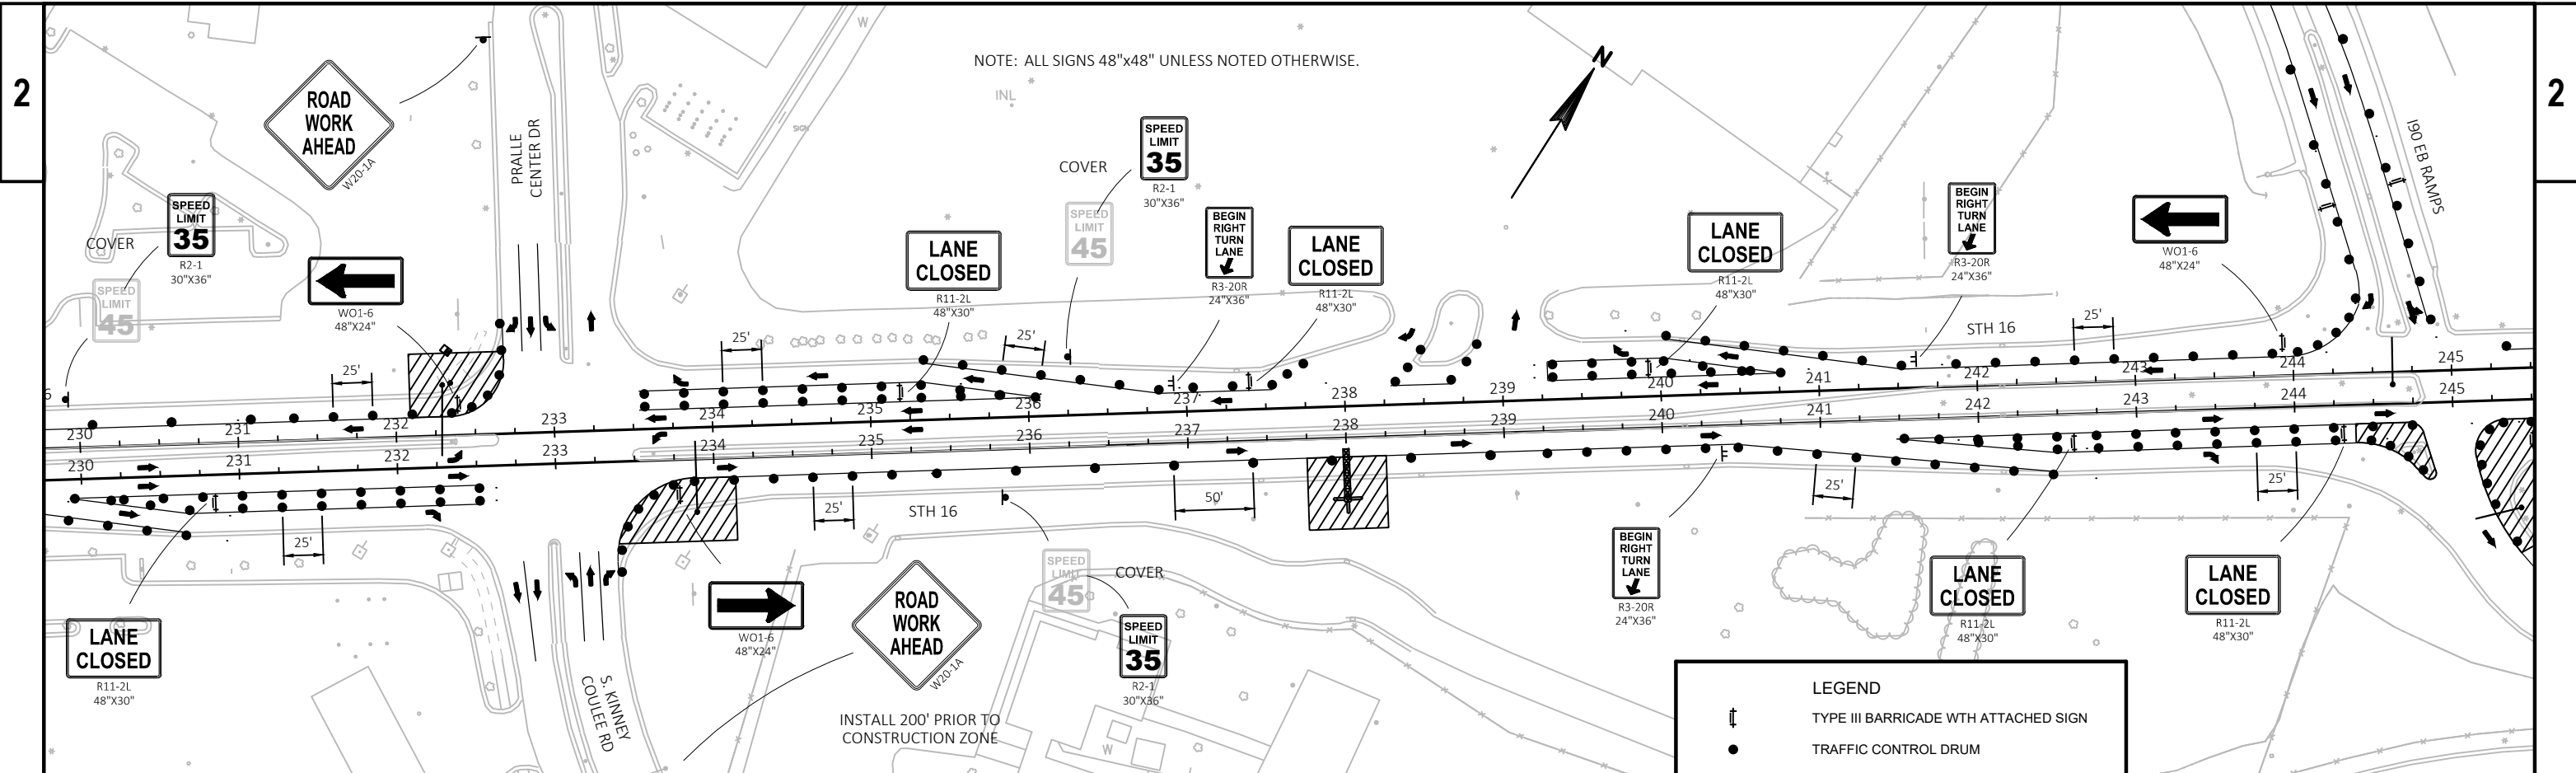 2
2
NOTE: ALL SIGNS 48"x48" UNLESS NOTED OTHERWISE.
ROAD
WORK
AHEAD
W20-1A
PRALLE
CENTER DR
W
INL
SIGN
N
I90 EB RAMPS
COVER
SPEED
LIMIT
35
R2-1
30"X36"
SPEED
LIMIT
45
WO1-6
48"X24"
COVER
SPEED
LIMIT
35
R2-1
30"X36"
SPEED
LIMIT
45
LANE
CLOSED
R11-2L
48"X30"
BEGIN
RIGHT
TURN
LANE
R3-20R
24"X36"
LANE
CLOSED
R11-2L
48"X30"
LANE
CLOSED
R11-2L
48"X30"
BEGIN
RIGHT
TURN
LANE
R3-20R
24"X36"
WO1-6
48"X24"
STH 16
25'
25'
25'
25'
6
230
231
232
233
234
235
236
237
238
239
240
241
242
243
244
245
230
231
232
233
234
235
236
237
238
239
240
241
242
243
244
245
25'
25'
50'
25'
25'
STH 16
LANE
CLOSED
R11-2L
48"X30"
S. KINNEY
COULEE RD
WO1-6
48"X24"
ROAD
WORK
AHEAD
W20-1A
INSTALL 200' PRIOR TO
CONSTRUCTION ZONE
SPEED
LIMIT
45
COVER
SPEED
LIMIT
35
R2-1
30"X36"
W
BEGIN
RIGHT
TURN
LANE
R3-20R
24"X36"
LANE
CLOSED
R11-2L
48"X30"
LANE
CLOSED
R11-2L
48"X30"
LEGEND
TYPE III BARRICADE WTH ATTACHED SIGN
TRAFFIC CONTROL DRUM